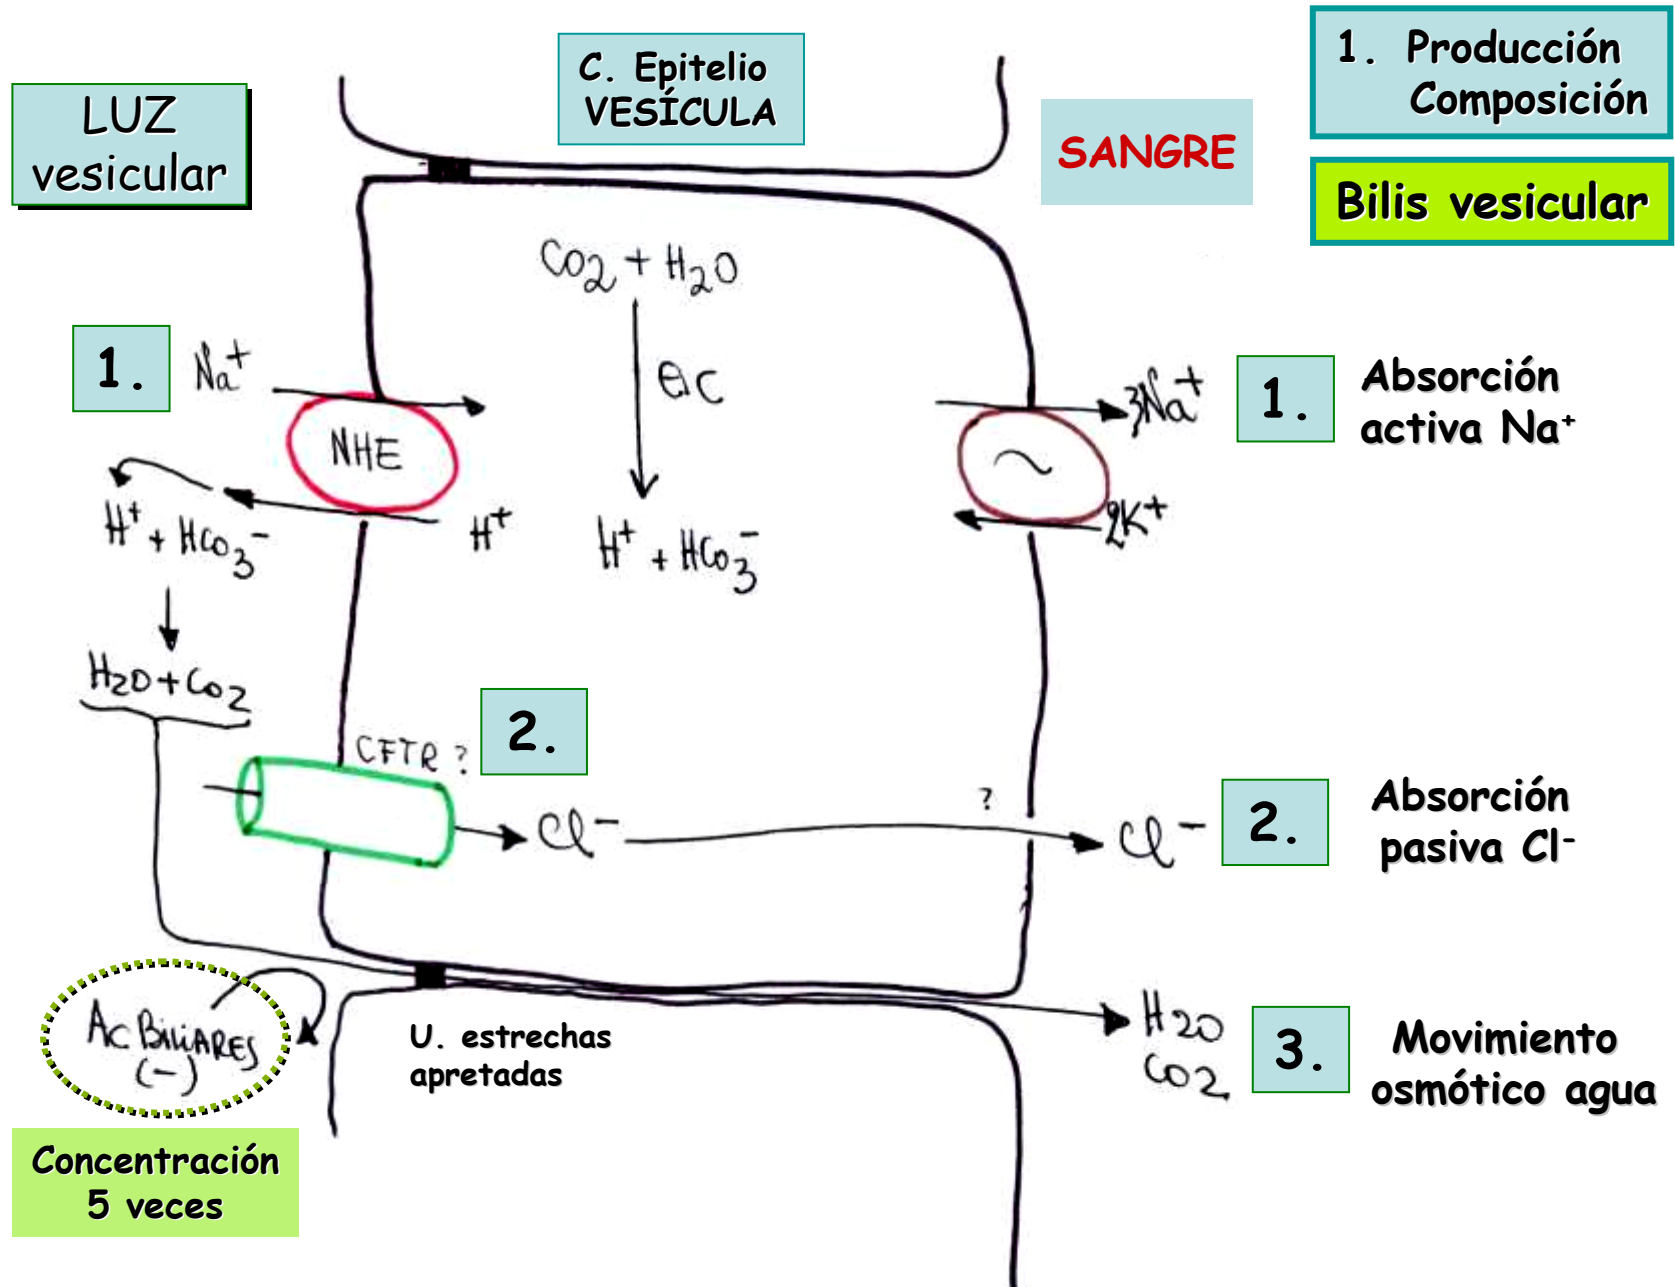 LUZ
vesicular
C. Epitelio
VESÍCULA
SANGRE
1. Producción
Composición
Bilis vesicular
CO2 + H2O
a.c
H+ + HCO3-
1.
Na+
NHE
H+
H+ + HCO3-
H2O + CO2
3Na+
~
2K+
1.
Absorción
activa Na+
CFTR ?
2.
Cl-
?
Cl-
2.
Absorción
pasiva Cl-
Ac BiliARES
(-)
U. estrechas
apretadas
H2O
CO2
3.
Movimiento
osmótico agua
Concentración
5 veces